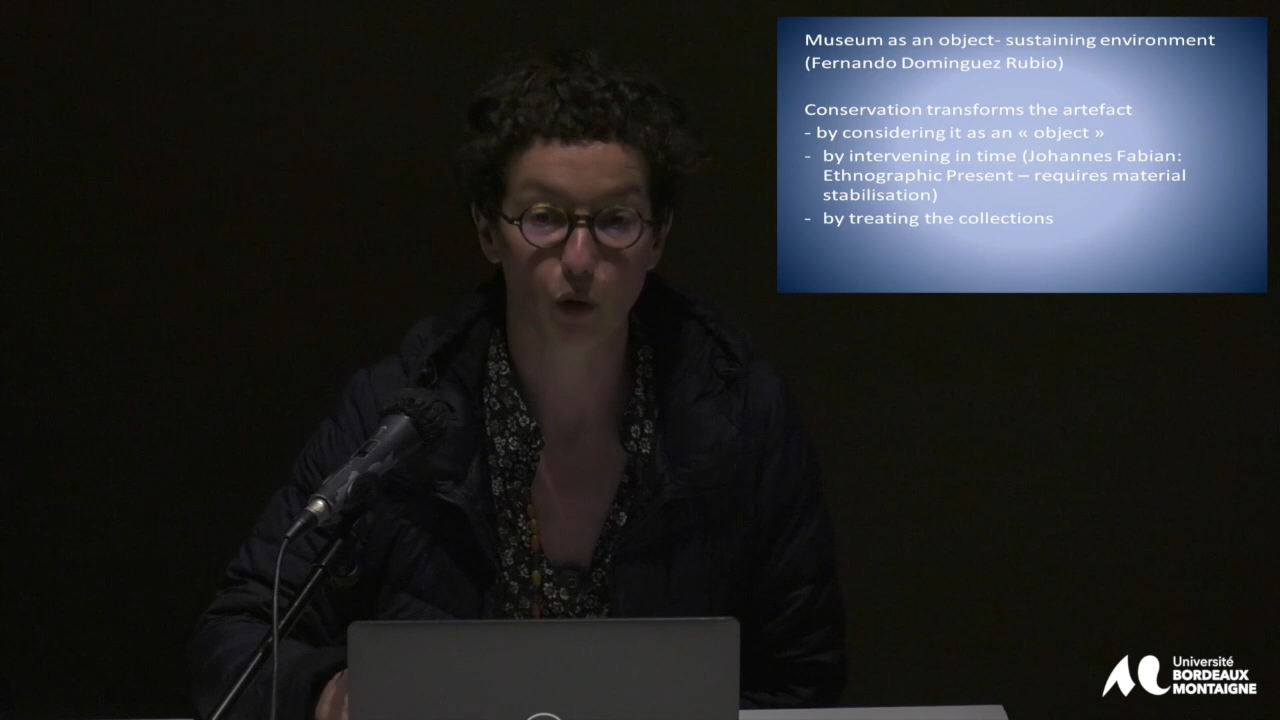 Museum as an object- sustaining environment
(Fernando Dominguez Rubio)
Conservation transforms the artefact
- by considering it as an « object »
- by intervening in time (Johannes Fabian:
Ethnographic Present – requires material
stabilisation)
- by treating the collections
Université
BORDEAUX
MONTAIGNE